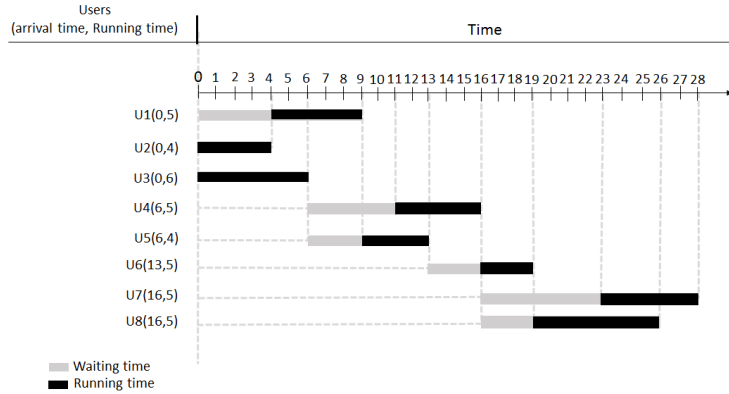 Users
(arrival time, Running time)
Time
0 1 2 3 4 5 6 7 8 9 10 11 12 13 14 15 16 17 18 19 20 21 22 23 24 25 26 27 28
U1(0,5)
U2(0,4)
U3(0,6)
U4(6,5)
U5(6,4)
U6(13,5)
U7(16,5)
U8(16,5)
Waiting time
Running time